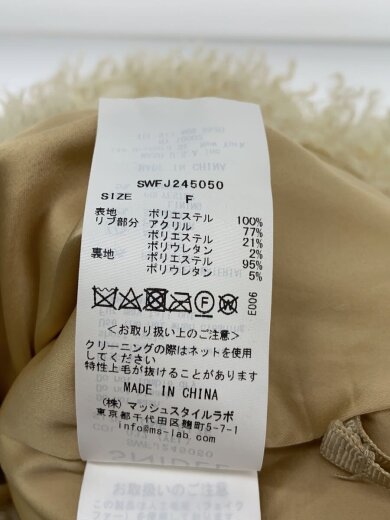 SWFJ245050
SIZE F
表地 ポリエステル 100%
リブ部分 アクリル 77%
ポリエステル 21%
ポリウレタン 2%
裏地 ポリエステル 95%
ポリウレタン 5%
F W
E006
<お取り扱い上のご注意>
クリーニングの際はネットを使用
してください
特性上毛が抜けることがあります
MADE IN CHINA
(株)マッシュスタイルラボ
東京都千代田区麹町5-7-1
info@ms-lab.com